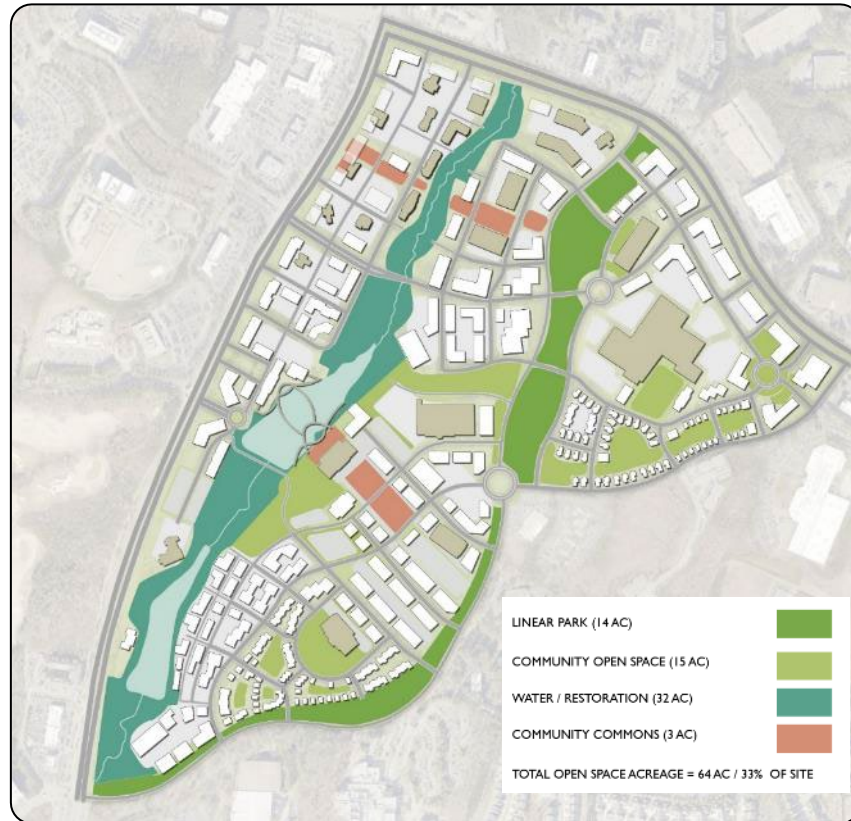 LINEAR PARK (14 AC)
COMMUNITY OPEN SPACE (15 AC)
WATER / RESTORATION (32 AC)
COMMUNITY COMMONS (3 AC)
TOTAL OPEN SPACE ACREAGE = 64 AC / 33% OF SITE